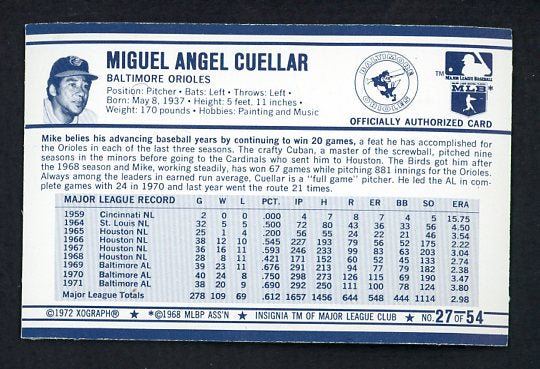 MIGUEL ANGEL CUELLAR
BALTIMORE ORIOLES
Position: Pitcher • Bats: Left • Throws: Left
Born: May 8, 1937 • Height: 5 feet, 11 inches •
Weight: 170 pounds • Hobbies: Painting and Music
BALTIMORE
ORIOLES
TM
MAJOR LEAGUE BASEBALL
MLB*
OFFICIALLY AUTHORIZED CARD
Mike belies his advancing baseball years by continuing to win 20 games, a feat he has accomplished for
the Orioles in each of the last three seasons. The crafty Cuban, a master of the screwball, pitched nine
seasons in the minors before going to the Cardinals who sent him to Houston. The Birds got him after
the 1968 season and Mike, working steadily, has won 67 games while pitching 881 innings for the Orioles.
Always among the leaders in earned run average, Cuellar is a "full game" pitcher. He led the AL in com-
plete games with 24 in 1970 and last year went the route 21 times.
MAJOR LEAGUE RECORD G W L PCT. IP H R ER BB SO ERA
1959 Cincinnati NL 2 0 0 .000 4 7 8 7 4 5 15.75
1964 St. Louis NL 32 5 5 .500 72 80 43 36 33 56 4.50
1965 Houston NL 25 1 4 .200 56 55 24 22 21 46 3.54
1966 Houston NL 38 12 10 .545 227 193 79 56 52 175 2.22
1967 Houston NL 36 16 11 .593 246 233 99 83 63 203 3.04
1968 Houston NL 28 8 11 .421 171 152 60 52 45 133 2.74
1969 Baltimore AL 39 23 11 .676 291 213 94 77 79 182 2.38
1970 Baltimore AL 40 24 8 .750 298 273 126 115 69 190 3.47
1971 Baltimore AL 38 20 9 .690 292 250 111 100 78 124 3.80
Major League Totals 278 109 69 .612 1657 1456 644 548 444 1114 2.98
©1972 XOGRAPH® ★ *©1968 MLBP ASS'N ★ INSIGNIA TM OF MAJOR LEAGUE CLUB ★ NO. 27 OF 54